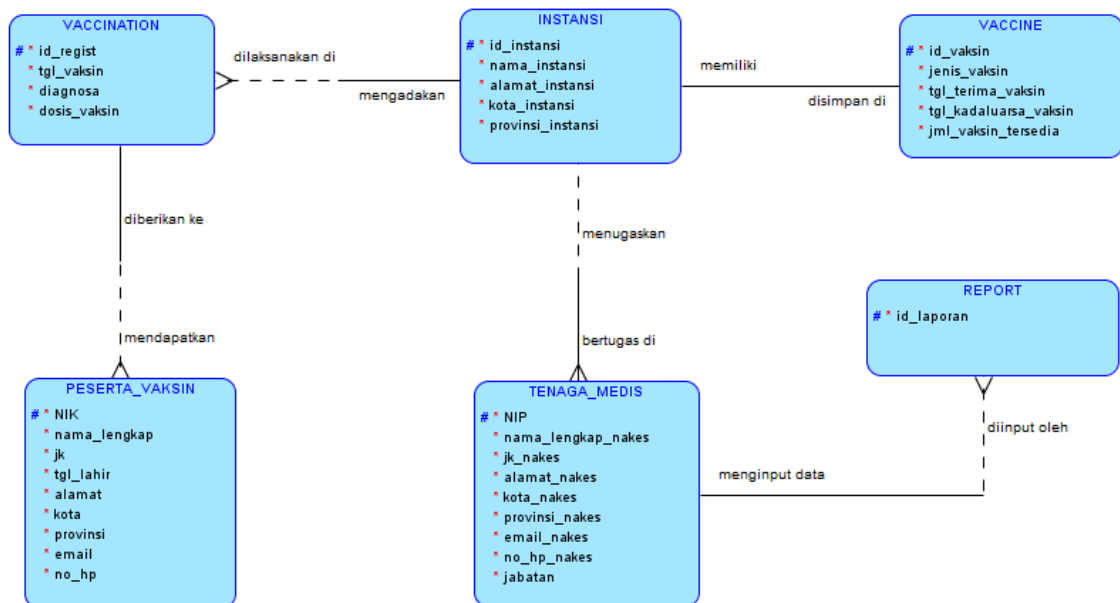 VACCINATION
# * id_regist
* tgl_vaksin
* diagnosa
* dosis_vaksin
dilaksanakan di
mengadakan
INSTANSI
# * id_instansi
* nama_instansi
* alamat_instansi
* kota_instansi
* provinsi_instansi
memiliki
disimpan di
VACCINE
# * id_vaksin
* jenis_vaksin
* tgl_terima_vaksin
* tgl_kadaluarsa_vaksin
* jml_vaksin_tersedia
diberikan ke
mendapatkan
menugaskan
bertugas di
REPORT
# * id_laporan
diinput oleh
menginput data
PESERTA_VAKSIN
# * NIK
* nama_lengkap
* jk
* tgl_lahir
* alamat
* kota
* provinsi
* email
* no_hp
TENAGA_MEDIS
# * NIP
* nama_lengkap_nakes
* jk_nakes
* alamat_nakes
* kota_nakes
* provinsi_nakes
* email_nakes
* no_hp_nakes
* jabatan